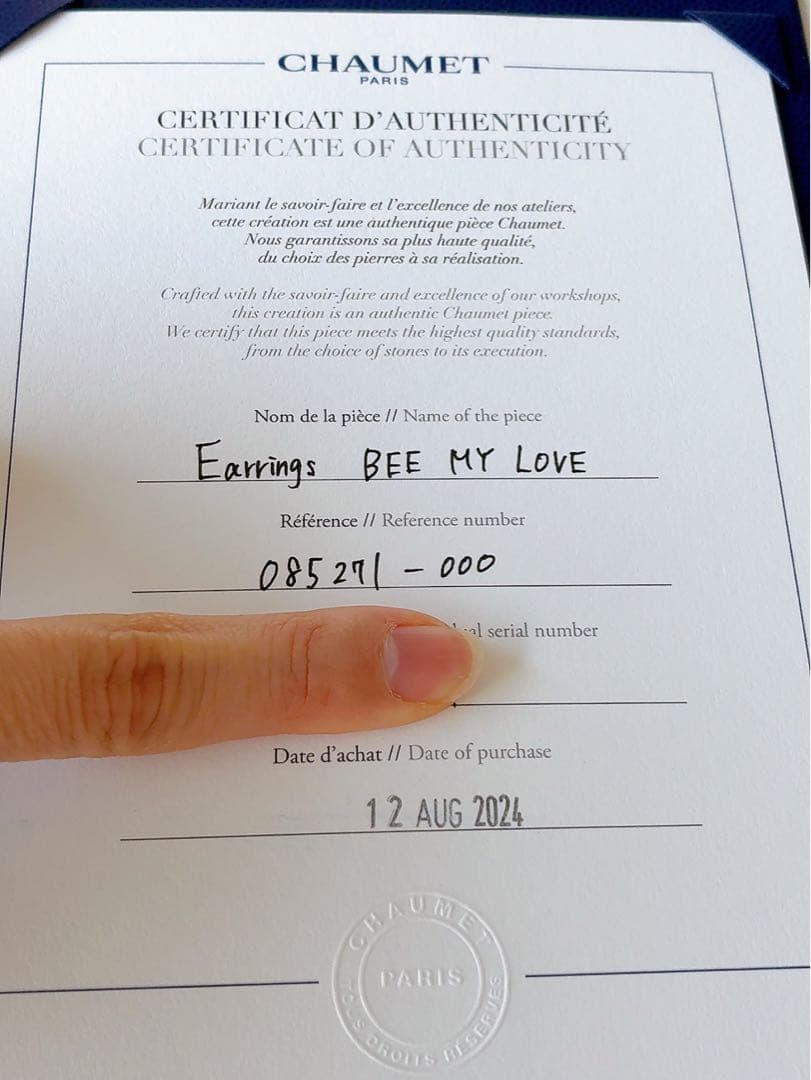 CHAUMET
PARIS
CERTIFICAT D'AUTHENTICITÉ
CERTIFICATE OF AUTHENTICITY
Mariant le savoir-faire et l'excellence de nos ateliers,
cette création est une authentique pièce Chaumet.
Nous garantissons sa plus haute qualité,
du choix des pierres à sa réalisation.
Crafted with the savoir-faire and excellence of our workshops,
this creation is an authentic Chaumet piece.
We certify that this piece meets the highest quality standards,
from the choice of stones to its execution.
Nom de la pièce // Name of the piece
Earrings BEE MY LOVE
Référence // Reference number
085271 - 000
serial number
Date d'achat // Date of purchase
12 AUG 2024
CHAUMET
PARIS
TOUS DROITS RÉSERVÉS